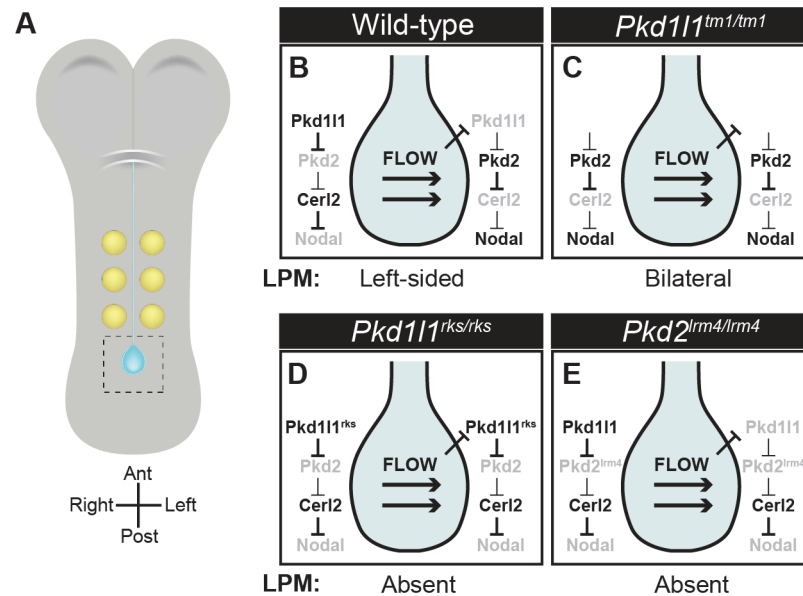 A
Ant
Right Left
Post
Wild-type
B
Pkd1l1
Pkd2
Cerl2
Nodal
FLOW
Pkd1l1
Pkd2
Cerl2
Nodal
LPM: Left-sided
Pkd1l1tm1/tm1
C
Pkd2
Cerl2
Nodal
FLOW
Pkd2
Cerl2
Nodal
Bilateral
Pkd1l1rks/rks
D
Pkd1l1rks
Pkd2
Cerl2
Nodal
FLOW
Pkd1l1rks
Pkd2
Cerl2
Nodal
LPM: Absent
Pkd2lrm4/lrm4
E
Pkd1l1
Pkd2lrm4
Cerl2
Nodal
FLOW
Pkd1l1
Pkd2lrm4
Cerl2
Nodal
Absent